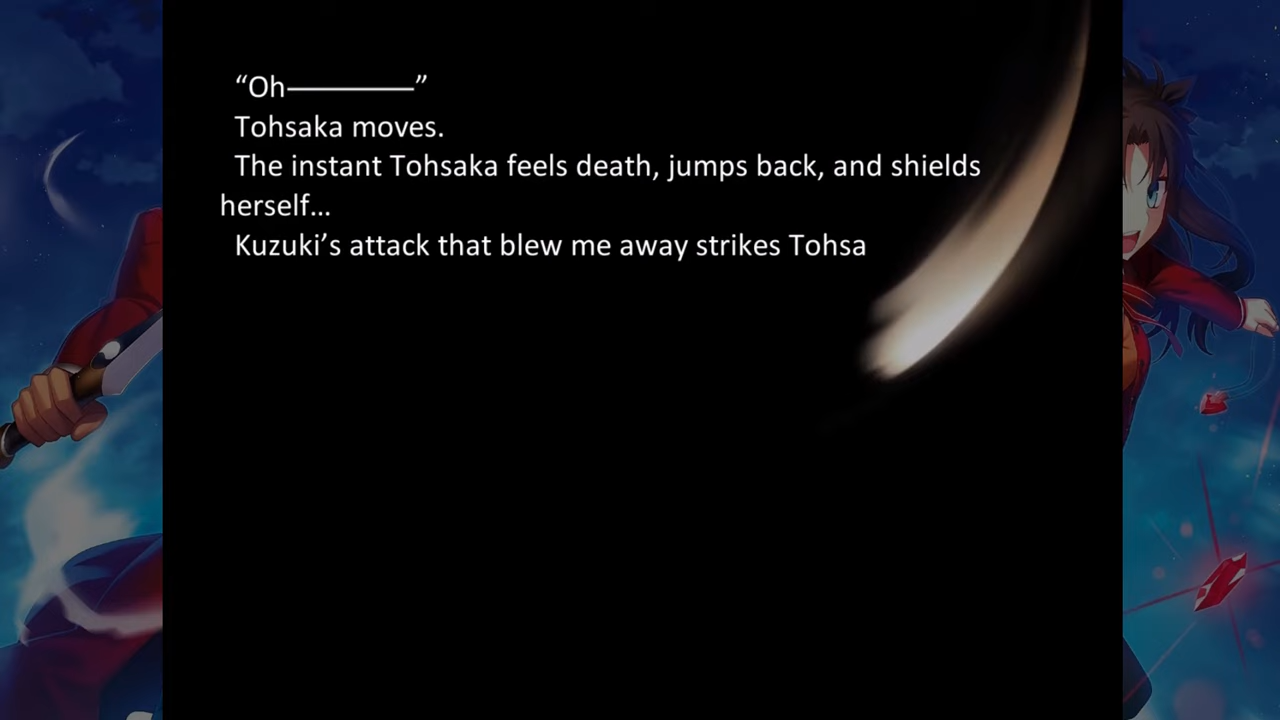 “Oh————”
Tohsaka moves.
The instant Tohsaka feels death, jumps back, and shields
herself…
Kuzuki’s attack that blew me away strikes Tohsa